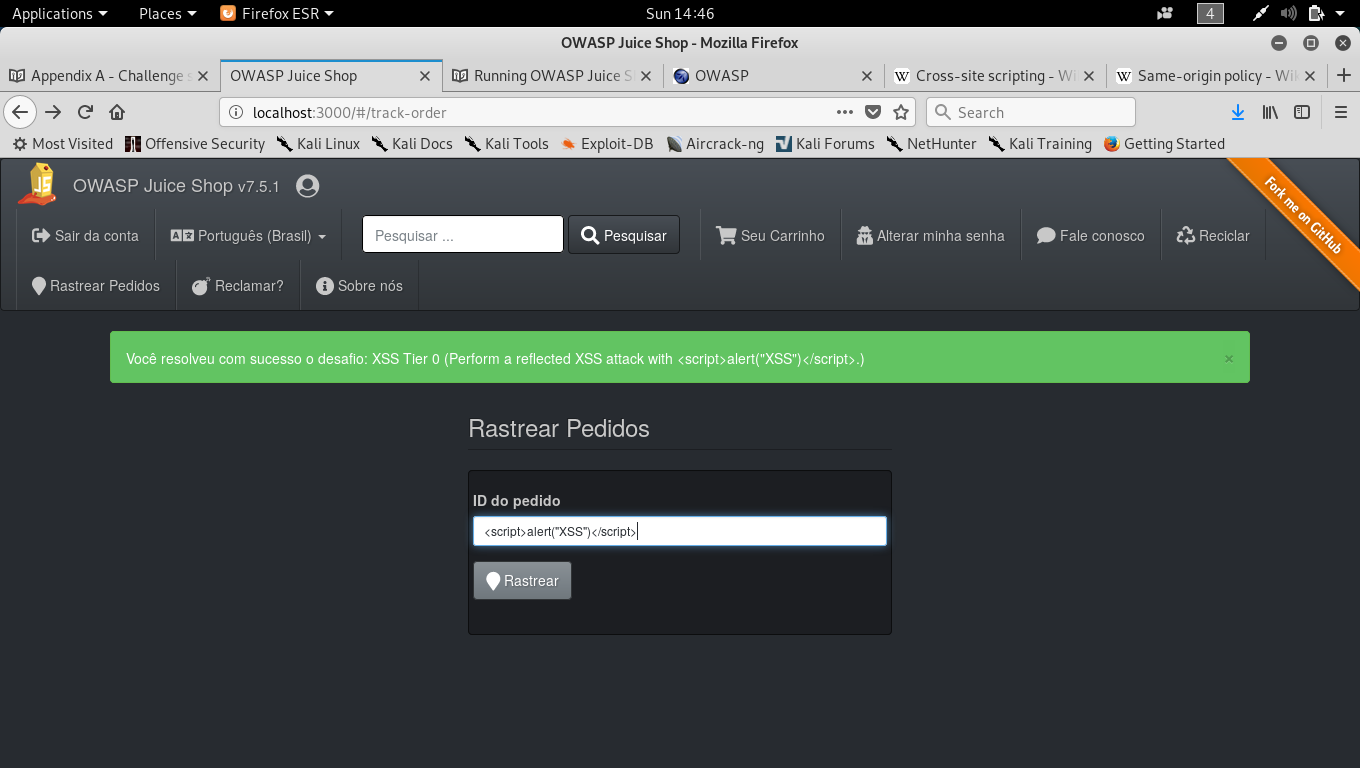 Applications Places Firefox ESR Sun 14:46 4
OWASP Juice Shop - Mozilla Firefox
Appendix A - Challenge s OWASP Juice Shop Running OWASP Juice S OWASP Cross-site scripting - Wi Same-origin policy - Wik
localhost:3000/#/track-order Search
Most Visited Offensive Security Kali Linux Kali Docs Kali Tools Exploit-DB Aircrack-ng Kali Forums NetHunter Kali Training Getting Started
JS OWASP Juice Shop v7.5.1
Fork me on GitHub
Sair da conta Português (Brasil) Pesquisar ... Pesquisar Seu Carrinho Alterar minha senha Fale conosco Reciclar
Rastrear Pedidos Reclamar? Sobre nós
Você resolveu com sucesso o desafio: XSS Tier 0 (Perform a reflected XSS attack with <script>alert("XSS")</script>.) ×
Rastrear Pedidos
ID do pedido
<script>alert("XSS")</script>
Rastrear